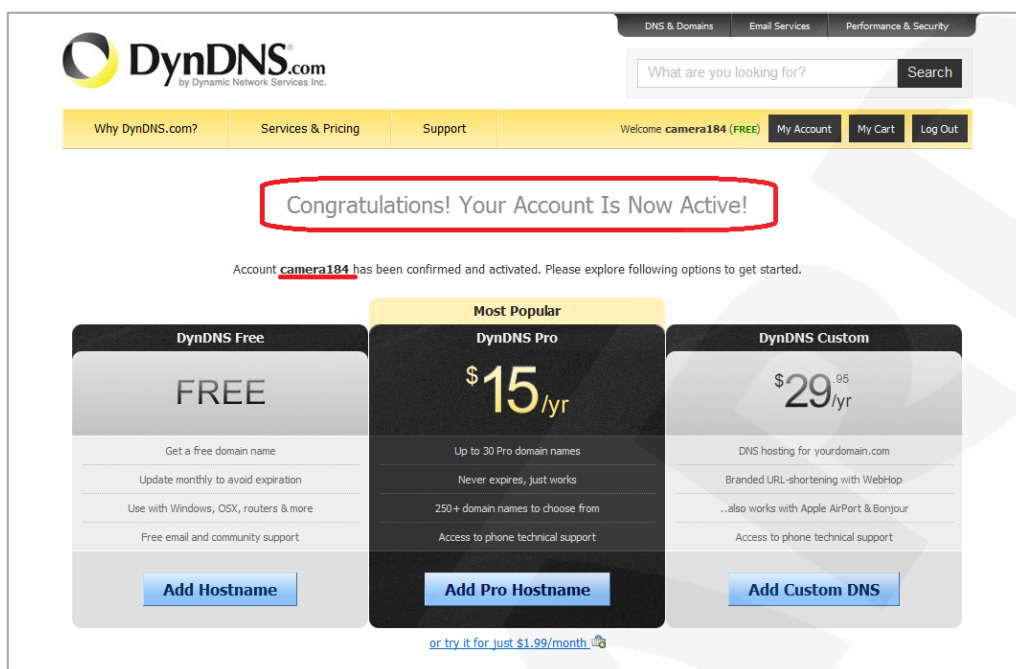 DNS & Domains Email Services Performance & Security
DynDNS.com
by Dynamic Network Services Inc.
What are you looking for? Search
Why DynDNS.com? Services & Pricing Support Welcome camera184 (FREE) My Account My Cart Log Out
Congratulations! Your Account Is Now Active!
Account camera184 has been confirmed and activated. Please explore following options to get started.
Most Popular
DynDNS Free DynDNS Pro DynDNS Custom
FREE $15/yr $29.95/yr
Get a free domain name Up to 30 Pro domain names DNS hosting for yourdomain.com
Update monthly to avoid expiration Never expires, just works Branded URL-shortening with WebHop
Use with Windows, OSX, routers & more 250+ domain names to choose from ..also works with Apple AirPort & Bonjour
Free email and community support Access to phone technical support Access to phone technical support
Add Hostname Add Pro Hostname Add Custom DNS
or try it for just $1.99/month